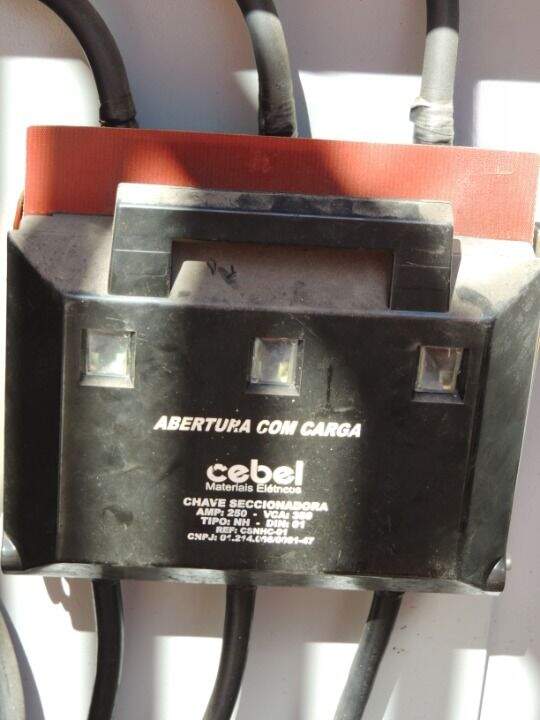 ABERTURA COM CARGA
cebel
Materiais Elétricos
CHAVE SECCIONADORA
AMP: 250 - VCA: 380
TIPO: NH - DIN: 01
REF: CSNHC-01
CNPJ: